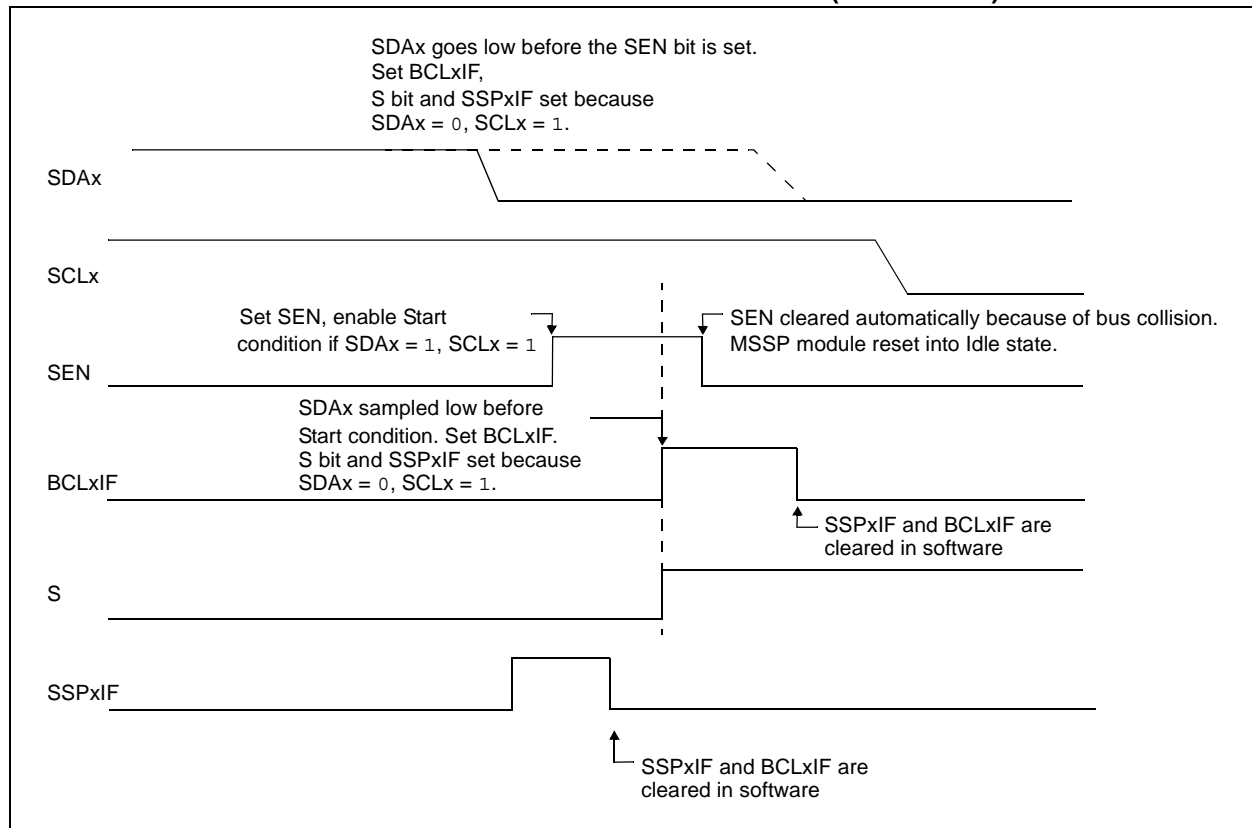 SDAx goes low before the SEN bit is set.
Set BCLxIF,
S bit and SSPxIF set because
SDAx = 0, SCLx = 1.
SDAx
SCLx
Set SEN, enable Start
condition if SDAx = 1, SCLx = 1
SEN cleared automatically because of bus collision.
MSSP module reset into Idle state.
SEN
SDAx sampled low before
Start condition. Set BCLxIF.
S bit and SSPxIF set because
SDAx = 0, SCLx = 1.
BCLxIF
SSPxIF and BCLxIF are
cleared in software
S
SSPxIF
SSPxIF and BCLxIF are
cleared in software